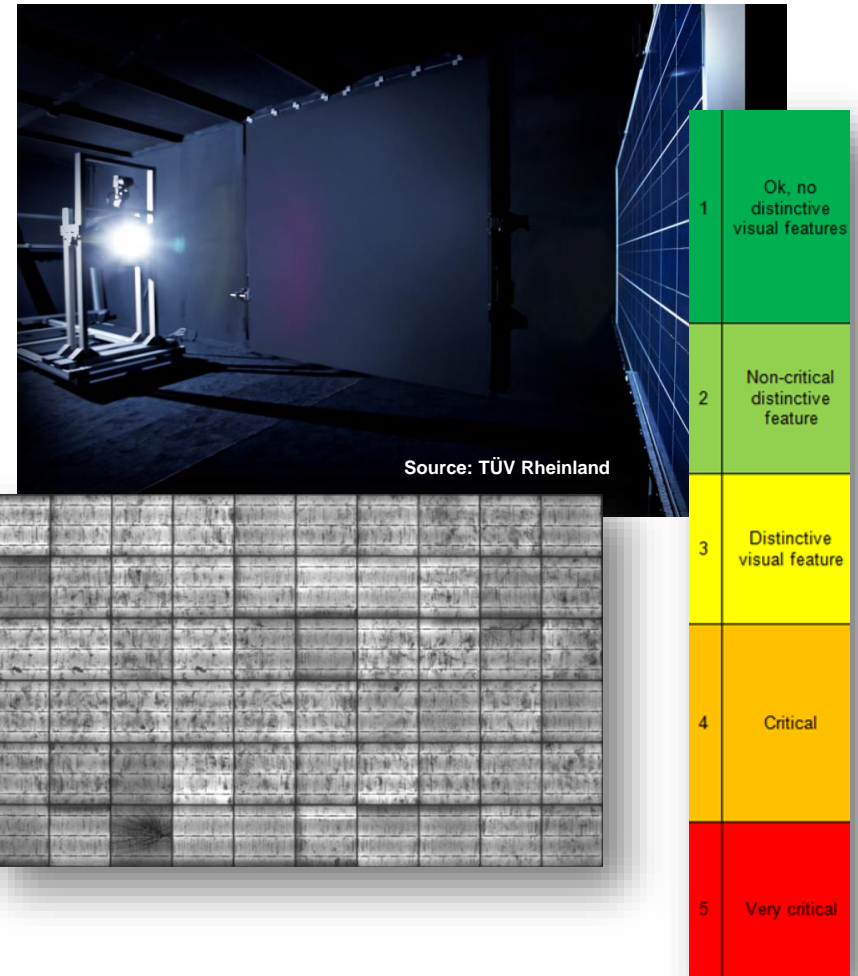 Source: TÜV Rheinland
1
Ok, no
distinctive
visual features
2
Non-critical
distinctive
feature
3
Distinctive
visual feature
4
Critical
5
Very critical